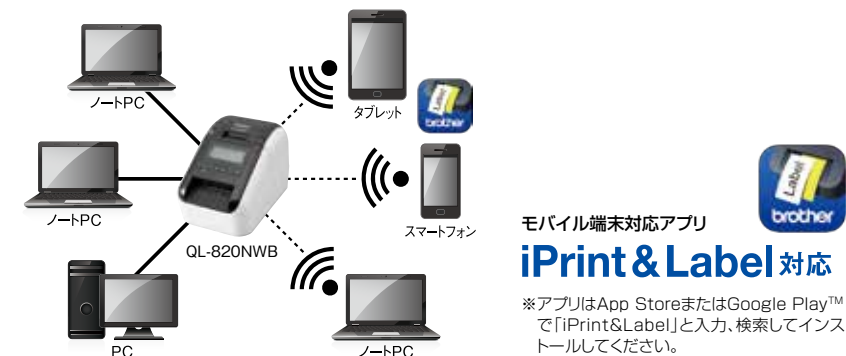 ノートPC
タブレット
Label
brother
ノートPC
スマートフォン
QL-820NWB
PC
ノートPC
Label
brother
モバイル端末対応アプリ
iPrint&Label対応
※アプリはApp StoreまたはGoogle Play™
で「iPrint&Label」と入力、検索してインス
トールしてください。